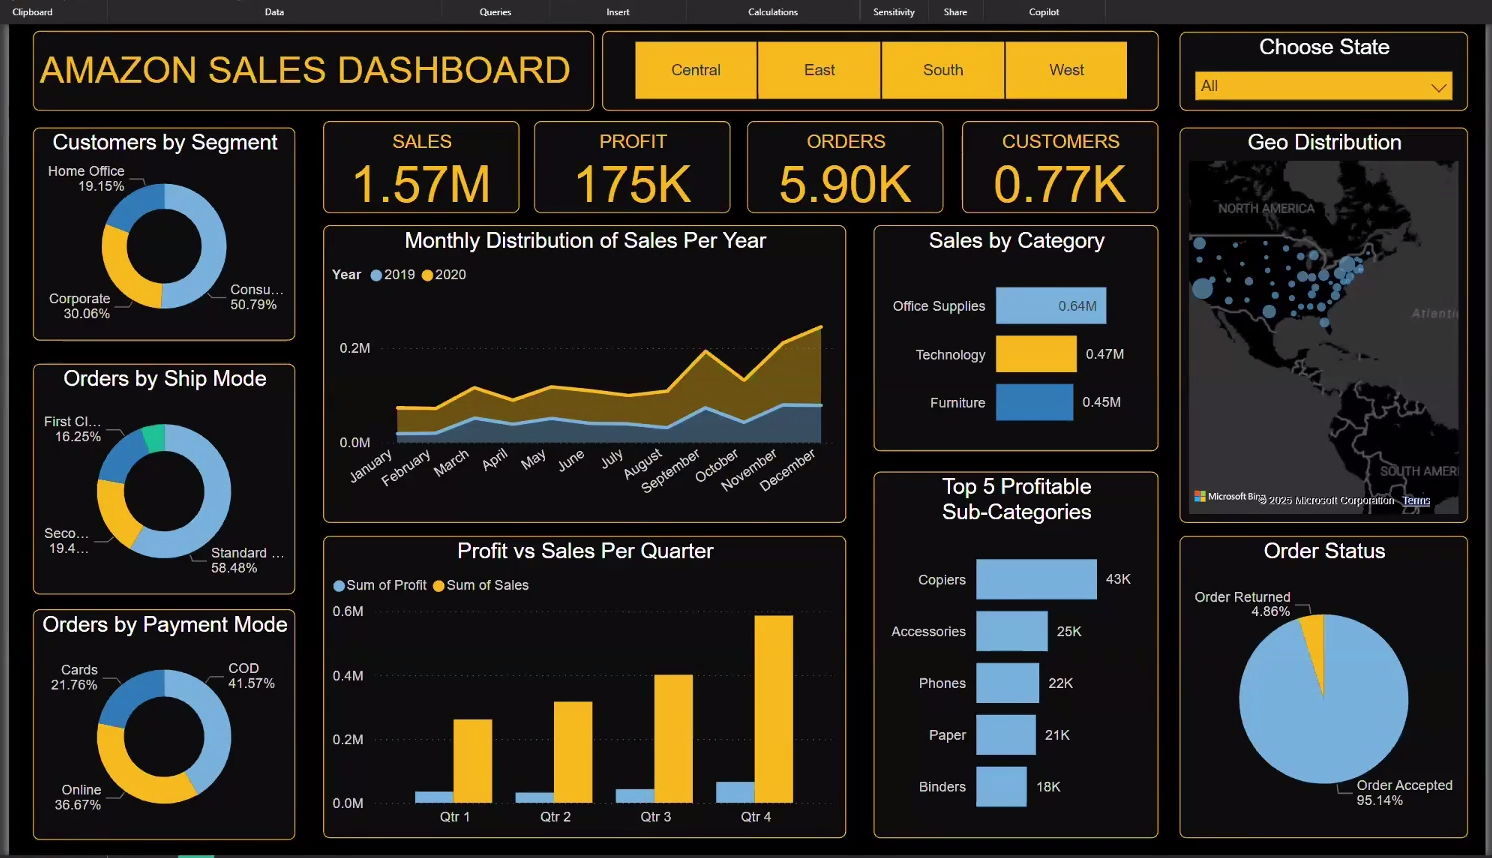 Clipboard
Data
Queries
Insert
Calculations
Sensitivity
Share
Copilot
AMAZON SALES DASHBOARD
Central
East
South
West
Choose State
All
Customers by Segment
Home Office
19.15%
Corporate
30.06%
Consu...
50.79%
SALES
1.57M
PROFIT
175K
ORDERS
5.90K
CUSTOMERS
0.77K
Geo Distribution
NORTH AMERICA
Atlanti
SOUTH AMERI
Microsoft Bing
© 2025 Microsoft Corporation Terms
Monthly Distribution of Sales Per Year
Year 2019 2020
0.2M
0.0M
January
February
March
April
May
June
July
August
September
October
November
December
Sales by Category
Office Supplies 0.64M
Technology 0.47M
Furniture 0.45M
Orders by Ship Mode
First Cl...
16.25%
Seco...
19.4...
Standard ...
58.48%
Top 5 Profitable
Sub-Categories
Copiers 43K
Accessories 25K
Phones 22K
Paper 21K
Binders 18K
Profit vs Sales Per Quarter
Sum of Profit Sum of Sales
0.6M
0.4M
0.2M
0.0M
Qtr 1
Qtr 2
Qtr 3
Qtr 4
Order Status
Order Returned
4.86%
Order Accepted
95.14%
Orders by Payment Mode
Cards
21.76%
COD
41.57%
Online
36.67%